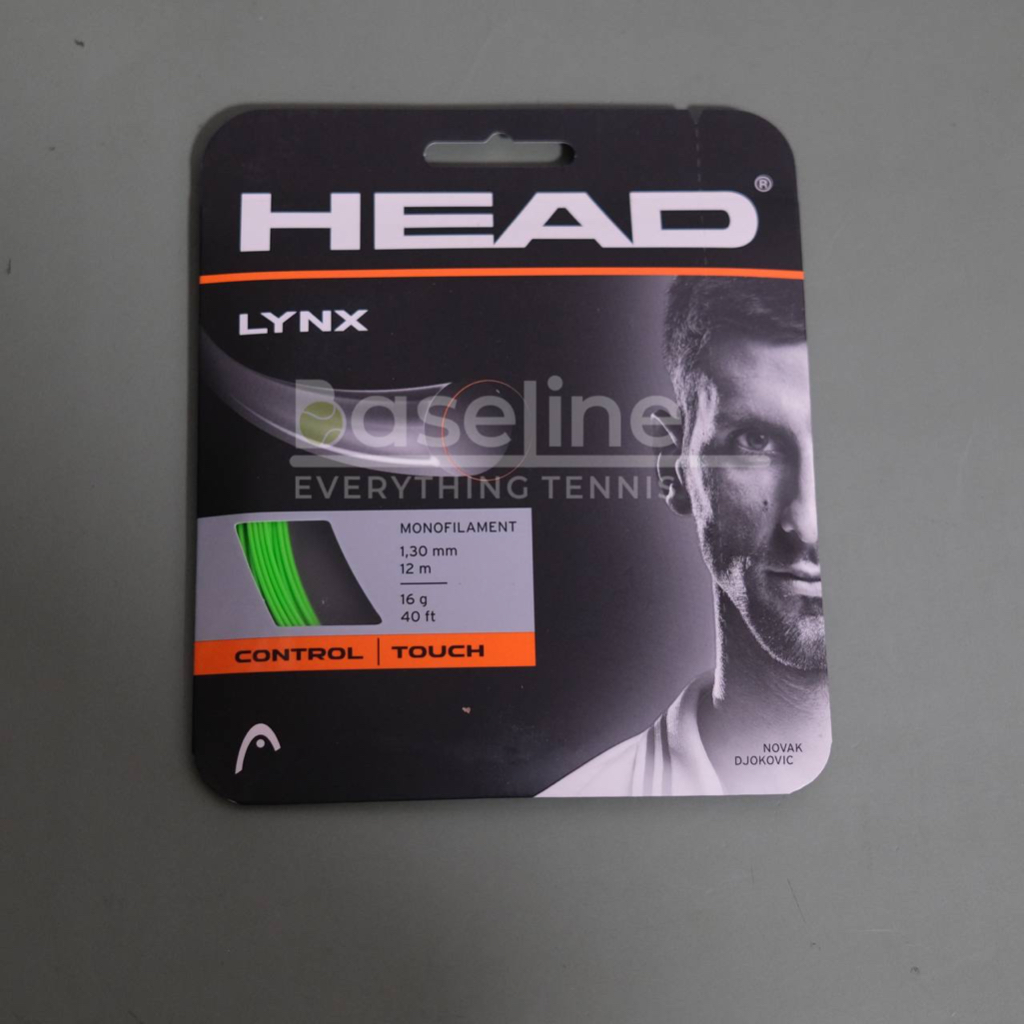 HEAD®
LYNX
Baseline
EVERYTHING TENNIS
MONOFILAMENT
1,30 mm
12 m
16 g
40 ft
CONTROL | TOUCH
NOVAK
DJOKOVIC